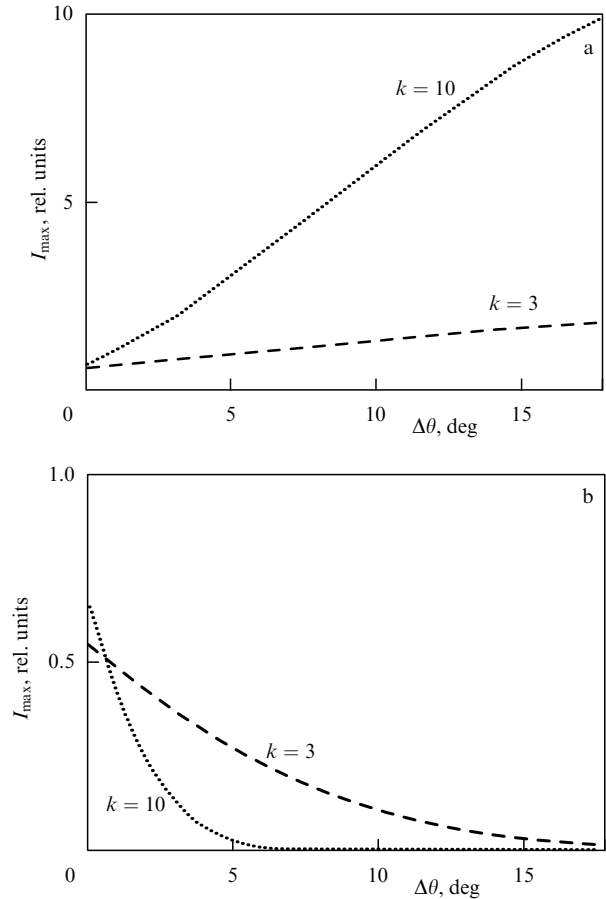 10
a
k = 10
I_max, rel. units
5
k = 3
0
5
10
15
Δθ, deg
1.0
b
I_max, rel. units
0.5
k = 3
k = 10
0
5
10
15
Δθ, deg